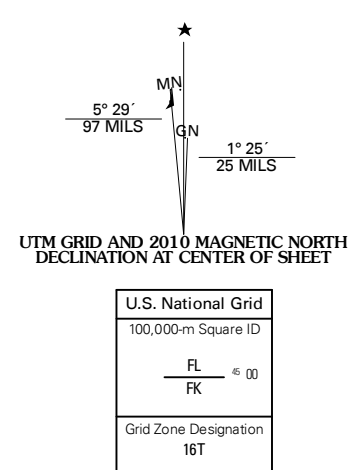 ★
MN
5° 29´
97 MILS
GN
1° 25´
25 MILS
UTM GRID AND 2010 MAGNETIC NORTH
DECLINATION AT CENTER OF SHEET
U.S. National Grid
100,000-m Square ID
FL
45 00
FK
Grid Zone Designation
16T